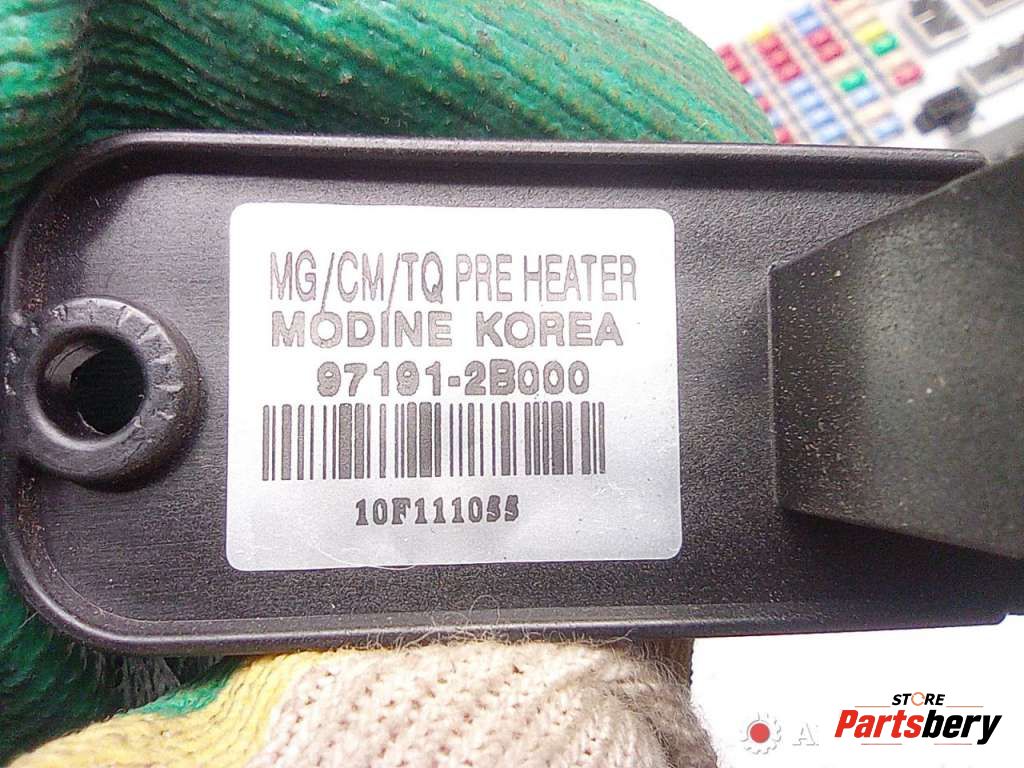 MG/CM/TQ PRE HEATER
MODINE KOREA
97191-2B000
10F111055
STORE
Partsbery
A